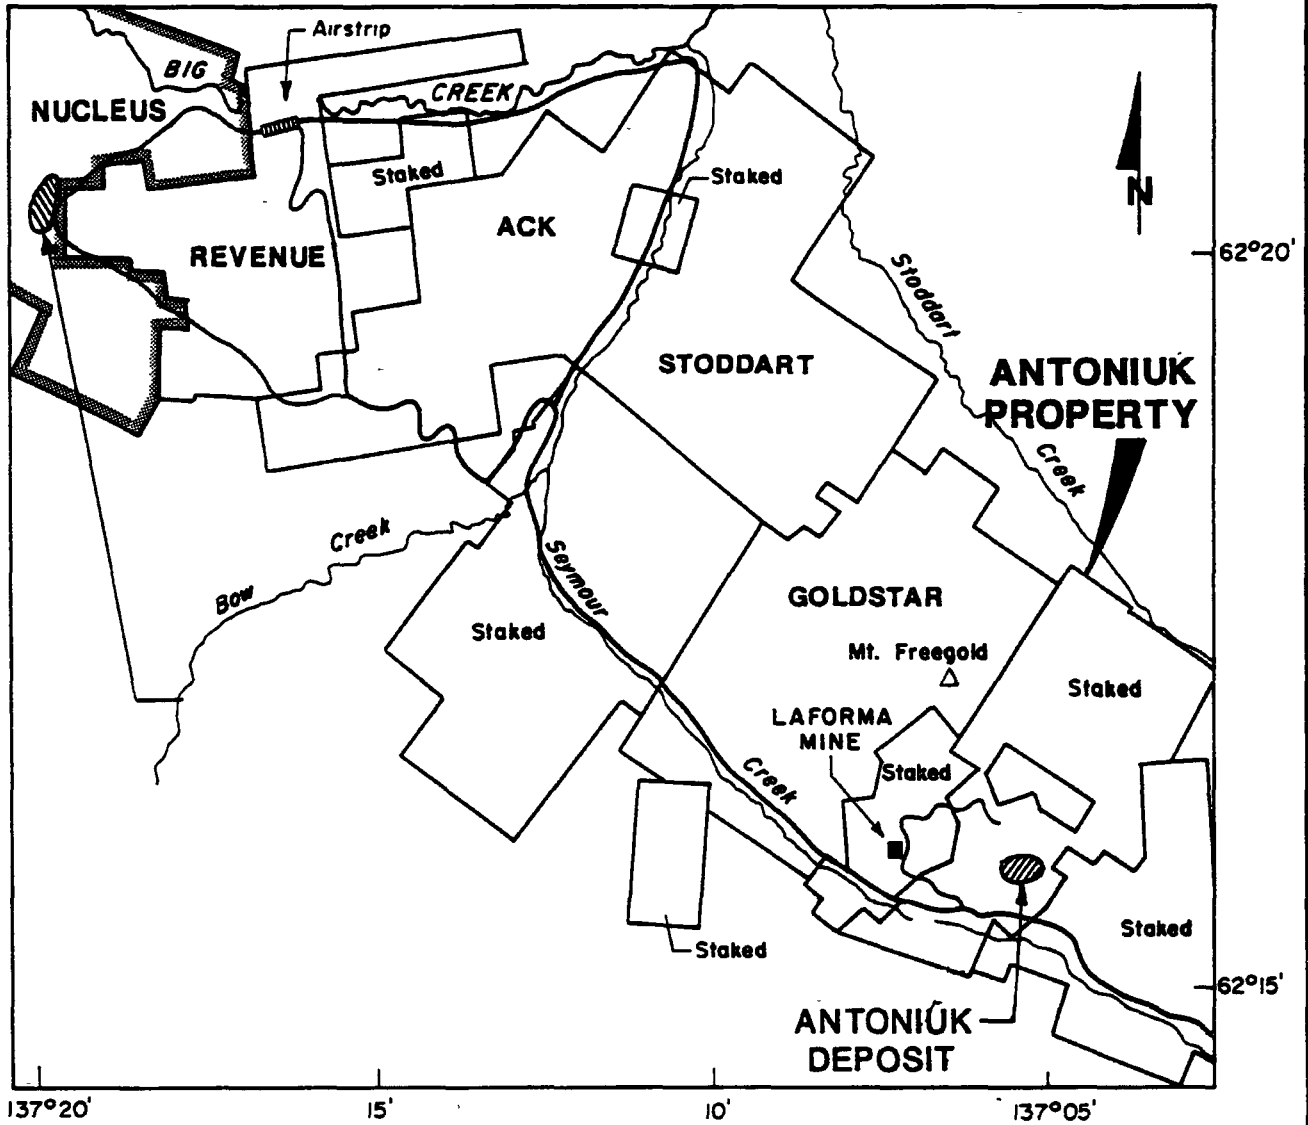 Airstrip
BIG
CREEK
NUCLEUS
Staked
Staked
N
ACK
REVENUE
62°20'
Stoddart
STODDART
ANTONIUK
PROPERTY
Creek
Creek
Bow
Seymour
GOLDSTAR
Staked
Mt. Freegold
Staked
LAFORMA
MINE
Creek
Staked
Staked
Staked
62°15'
ANTONIUK
DEPOSIT
137°20'
15'
10'
137°05'